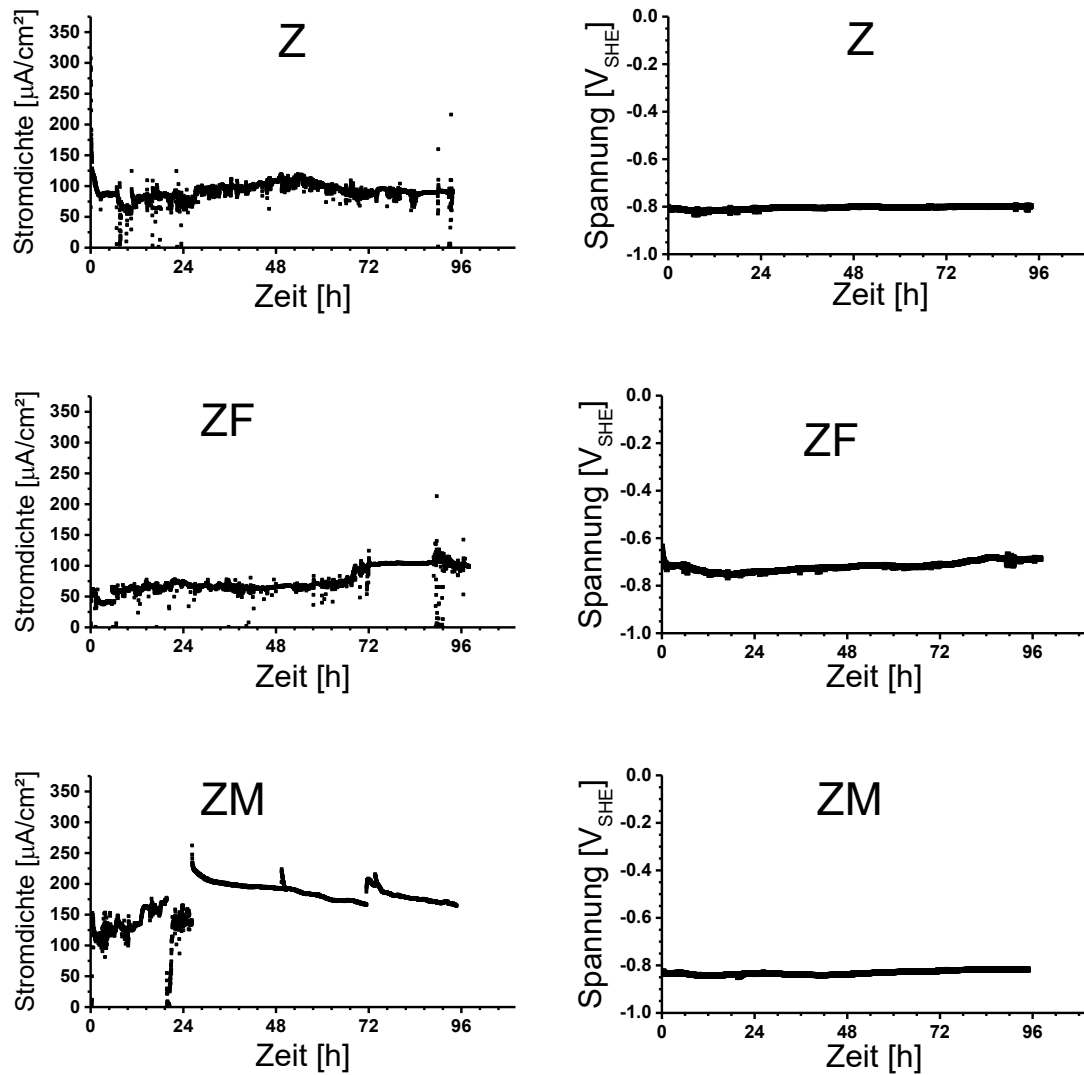 Z
Stromdichte [µA/cm²]
350
300
250
200
150
100
50
0
0 24 48 72 96
Zeit [h]
Z
Spannung [V_SHE]
0.0
-0.2
-0.4
-0.6
-0.8
-1.0
0 24 48 72 96
Zeit [h]
ZF
Stromdichte [µA/cm²]
350
300
250
200
150
100
50
0
0 24 48 72 96
Zeit [h]
ZF
Spannung [V_SHE]
0.0
-0.2
-0.4
-0.6
-0.8
-1.0
0 24 48 72 96
Zeit [h]
ZM
Stromdichte [µA/cm²]
350
300
250
200
150
100
50
0
0 24 48 72 96
Zeit [h]
ZM
Spannung [V_SHE]
0.0
-0.2
-0.4
-0.6
-0.8
-1.0
0 24 48 72 96
Zeit [h]